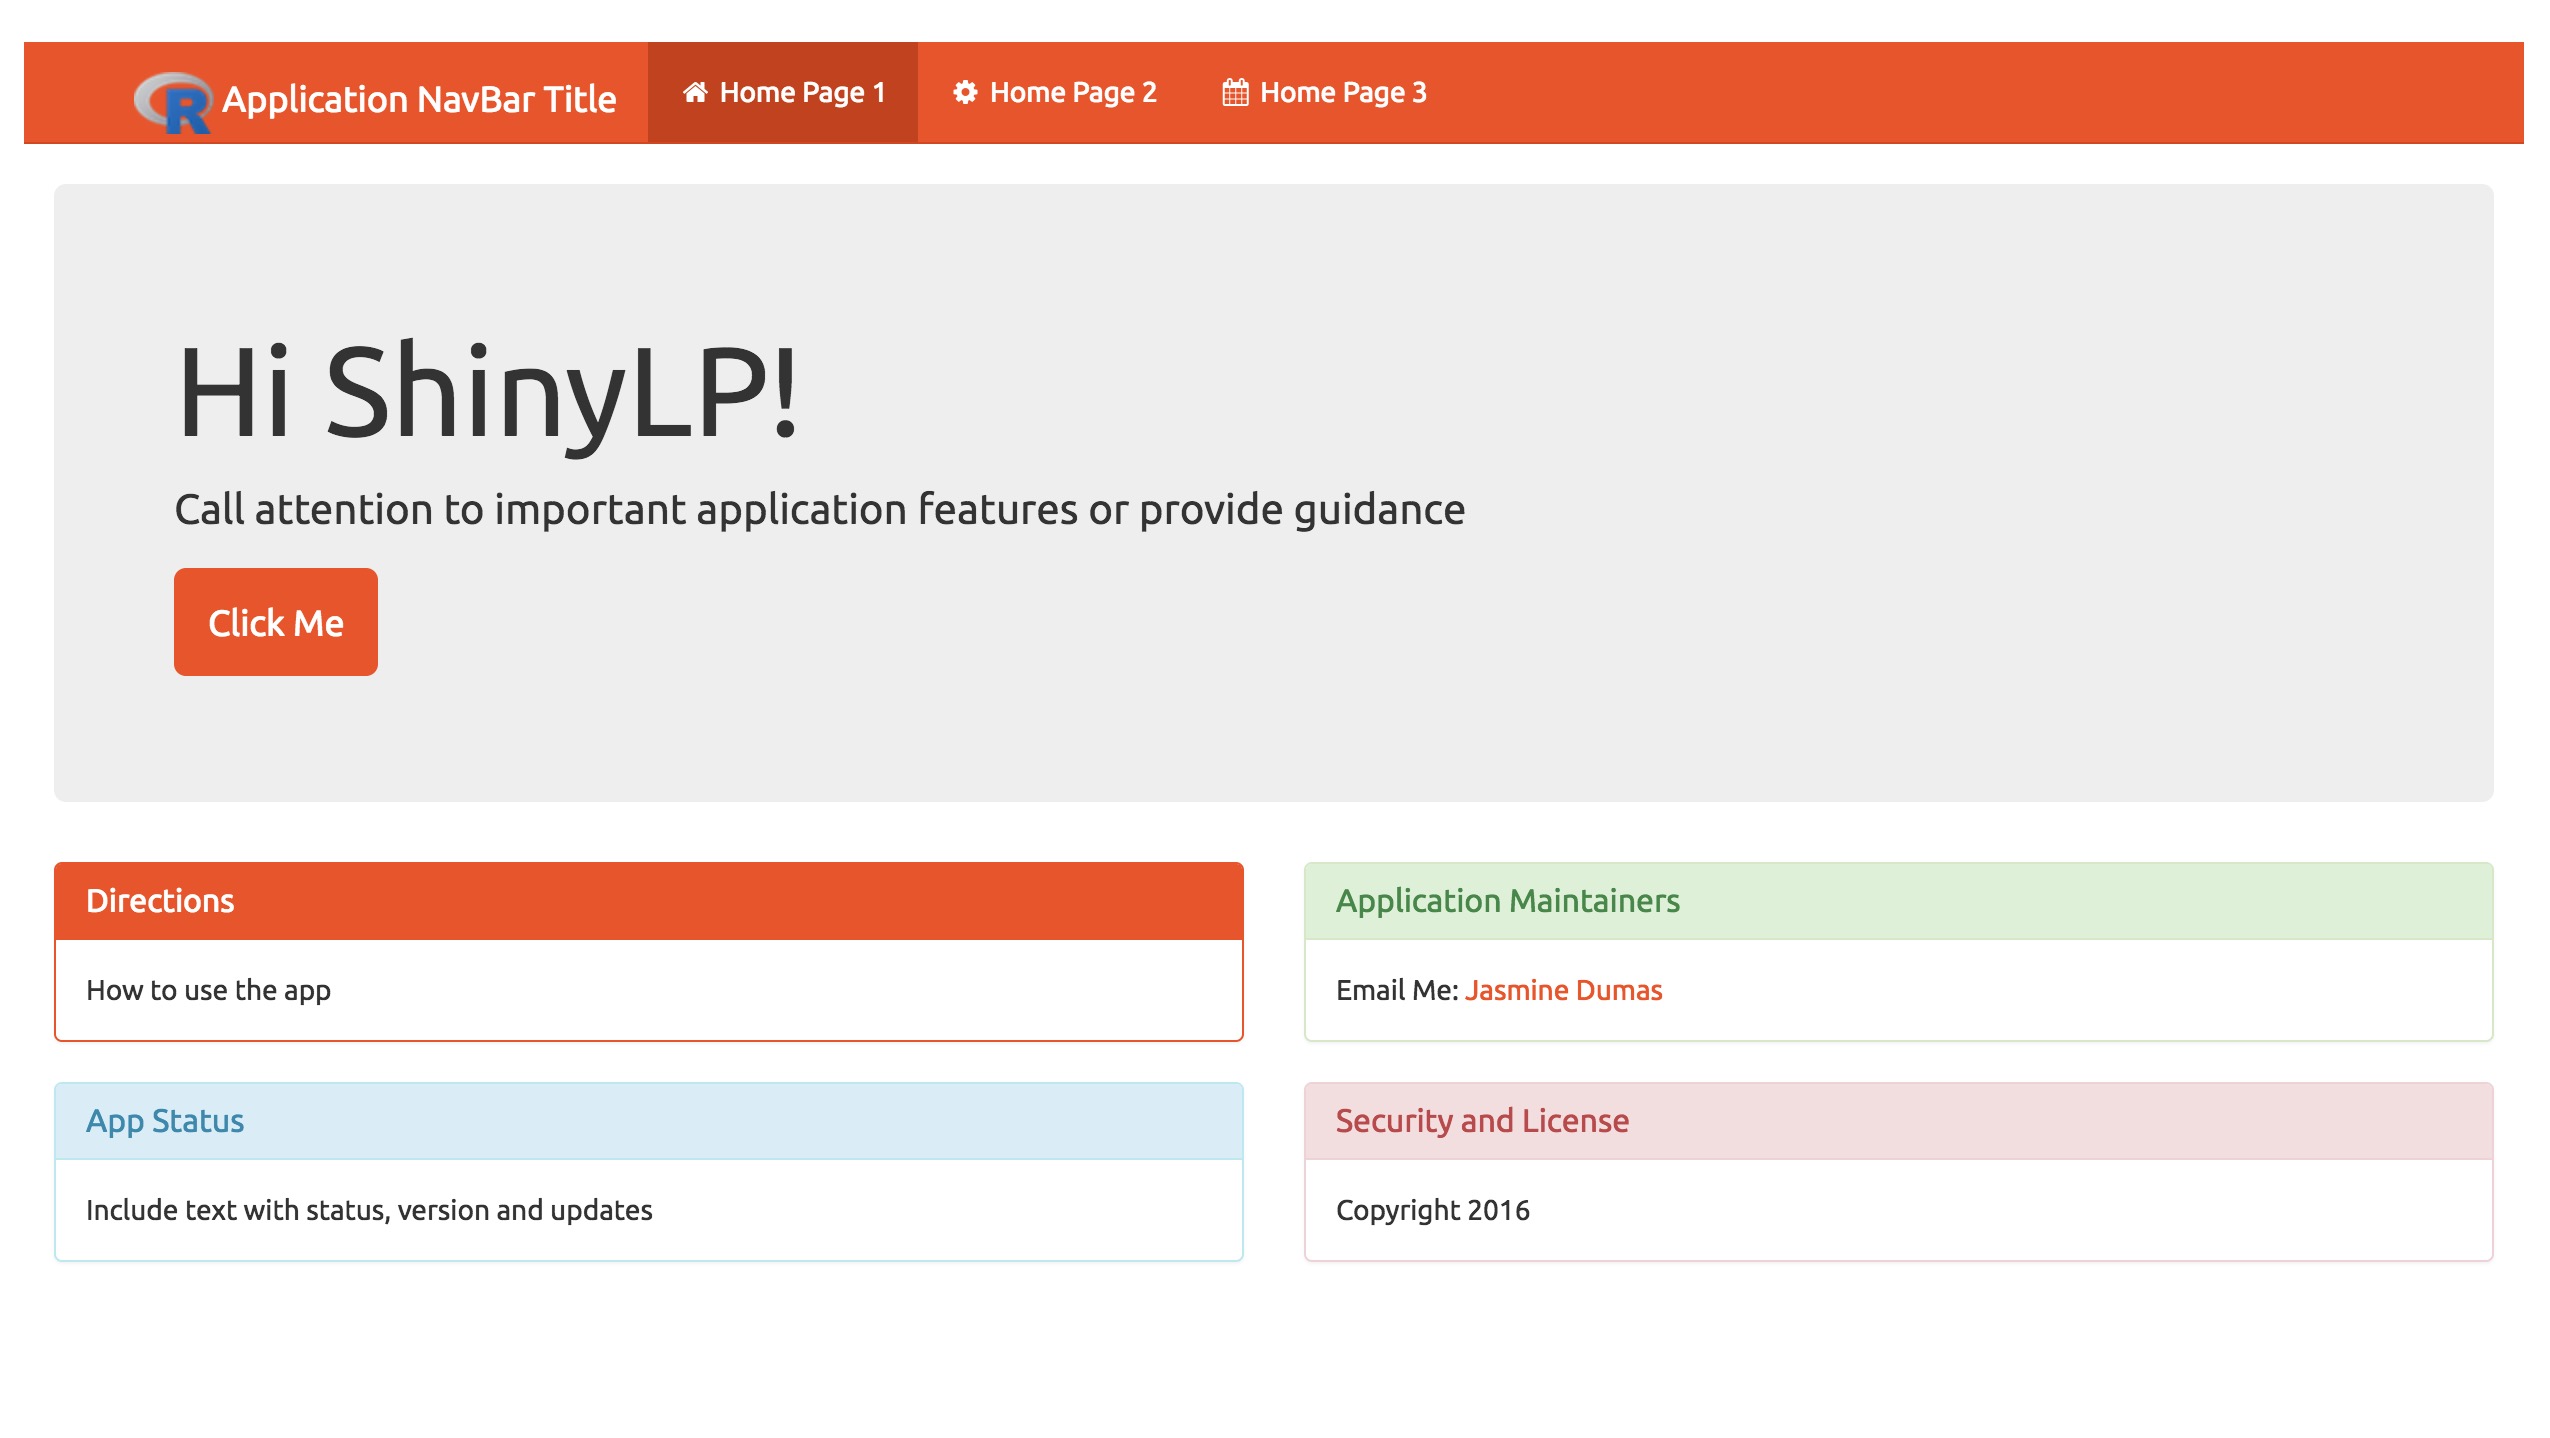 R Application NavBar Title Home Page 1 Home Page 2 Home Page 3
Hi ShinyLP!
Call attention to important application features or provide guidance
Click Me
Directions
How to use the app
Application Maintainers
Email Me: Jasmine Dumas
App Status
Include text with status, version and updates
Security and License
Copyright 2016